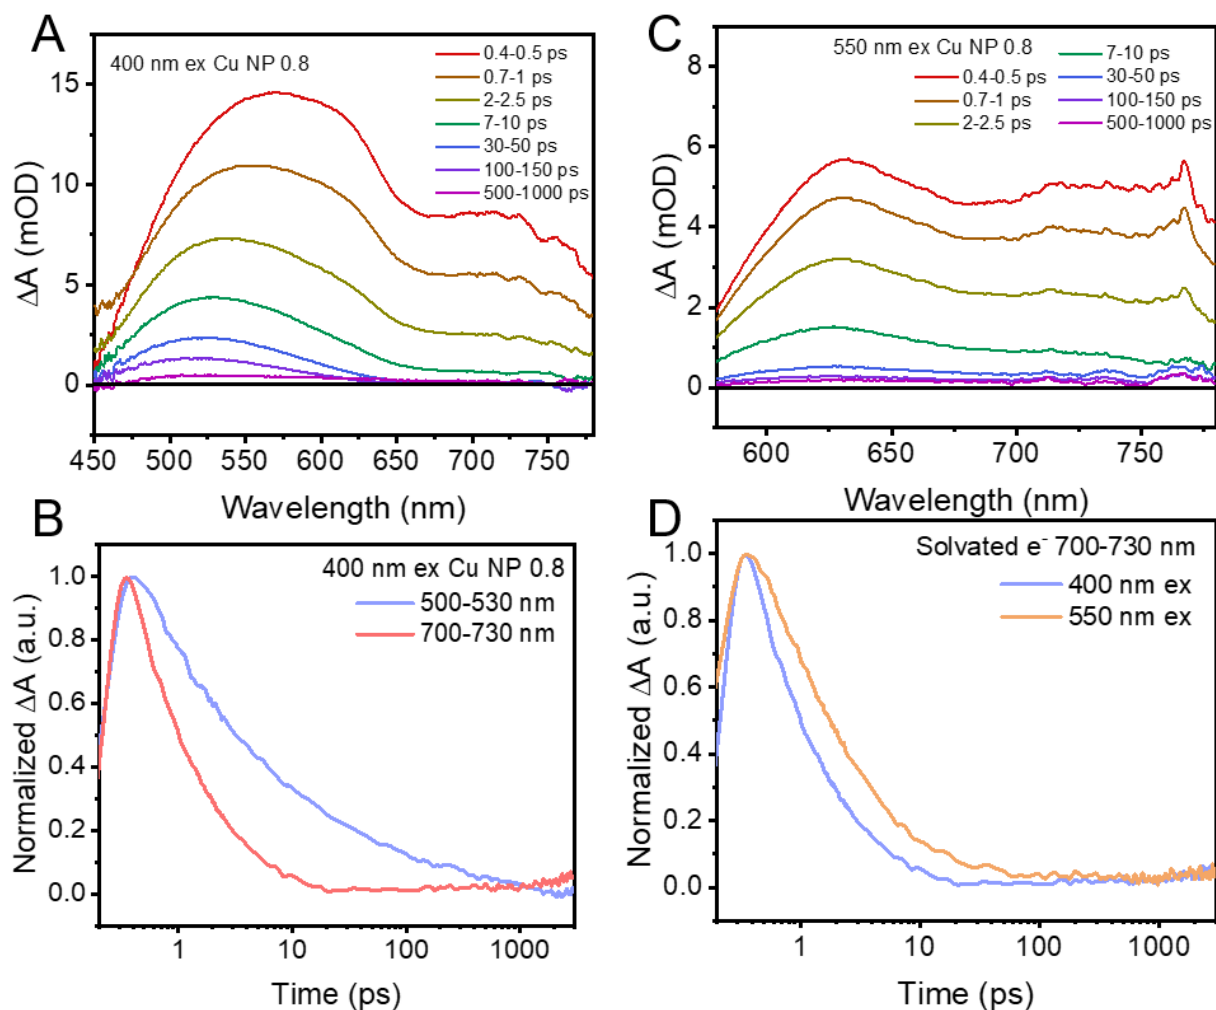 A
400 nm ex Cu NP 0.8
0.4-0.5 ps
0.7-1 ps
2-2.5 ps
7-10 ps
30-50 ps
100-150 ps
500-1000 ps
15
10
5
0
ΔA (mOD)
450 500 550 600 650 700 750
Wavelength (nm)
C
550 nm ex Cu NP 0.8
0.4-0.5 ps
0.7-1 ps
2-2.5 ps
7-10 ps
30-50 ps
100-150 ps
500-1000 ps
8
6
4
2
0
ΔA (mOD)
600 650 700 750
Wavelength (nm)
B
400 nm ex Cu NP 0.8
500-530 nm
700-730 nm
1.0
0.8
0.6
0.4
0.2
0.0
Normalized ΔA (a.u.)
1 10 100 1000
Time (ps)
D
Solvated e⁻ 700-730 nm
400 nm ex
550 nm ex
1.0
0.8
0.6
0.4
0.2
0.0
Normalized ΔA (a.u.)
1 10 100 1000
Time (ps)